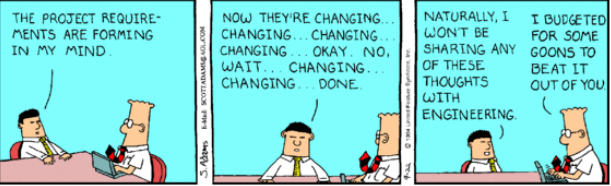 THE PROJECT REQUIRE-
MENTS ARE FORMING
IN MY MIND.
S. Adams E-Mail: SCOTTADAMS@AOL.COM
NOW THEY'RE CHANGING...
CHANGING... CHANGING...
CHANGING... OKAY. NO,
WAIT... CHANGING...
CHANGING... DONE.
© 1994 United Feature Syndicate, Inc.
NATURALLY, I
WON'T BE
SHARING ANY
OF THESE
THOUGHTS
WITH
ENGINEERING.
I BUDGETED
FOR SOME
GOONS TO
BEAT IT
OUT OF YOU.